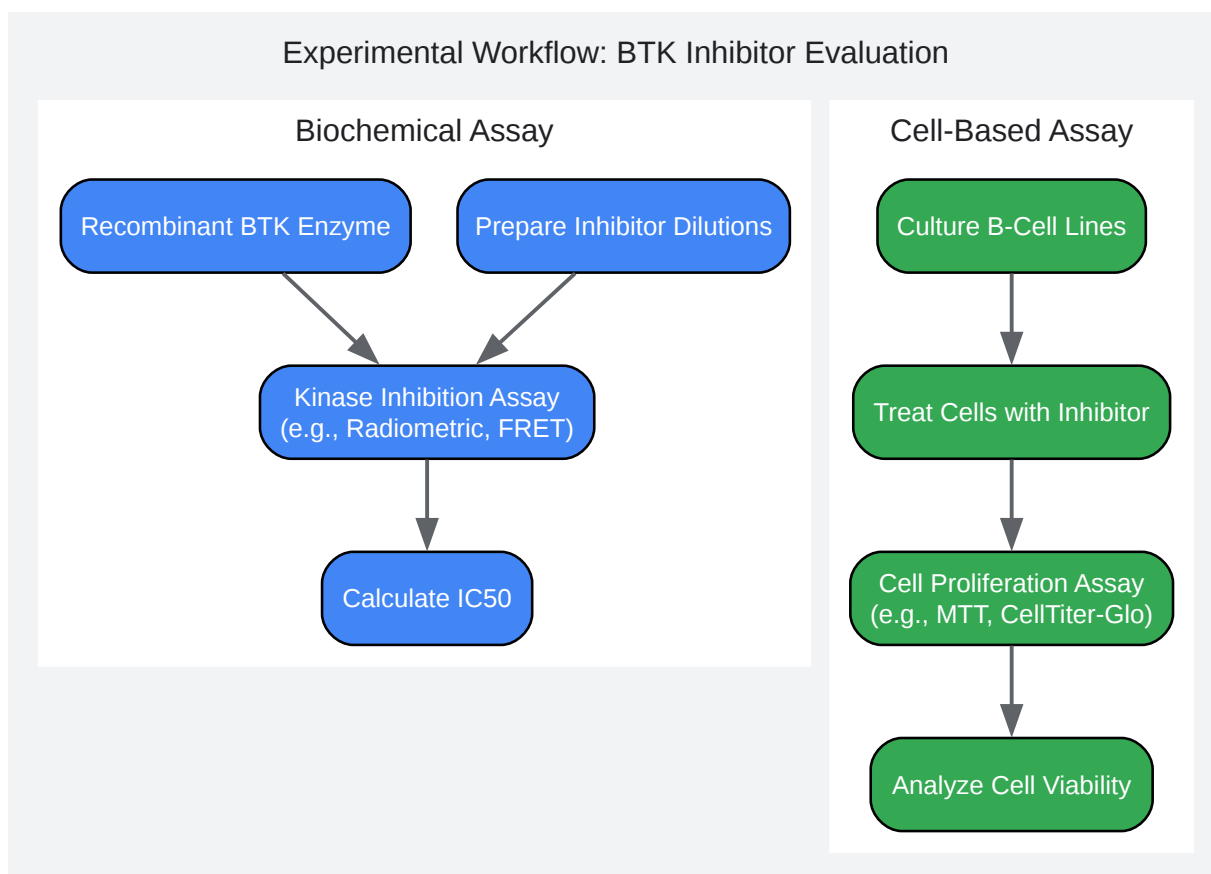 Experimental Workflow: BTK Inhibitor Evaluation
Biochemical Assay
Recombinant BTK Enzyme
Prepare Inhibitor Dilutions
Kinase Inhibition Assay
(e.g., Radiometric, FRET)
Calculate IC50
Cell-Based Assay
Culture B-Cell Lines
Treat Cells with Inhibitor
Cell Proliferation Assay
(e.g., MTT, CellTiter-Glo)
Analyze Cell Viability